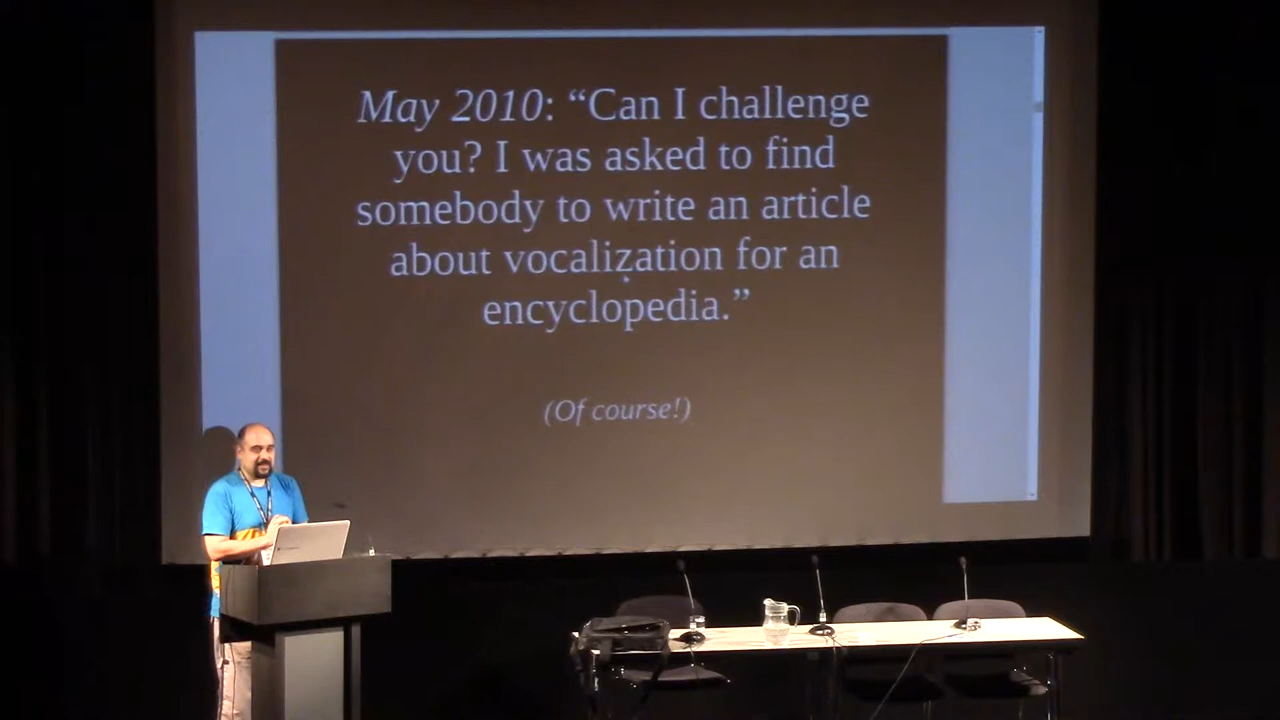 May 2010: “Can I challenge
you? I was asked to find
somebody to write an article
about vocalization for an
encyclopedia.”
(Of course!)